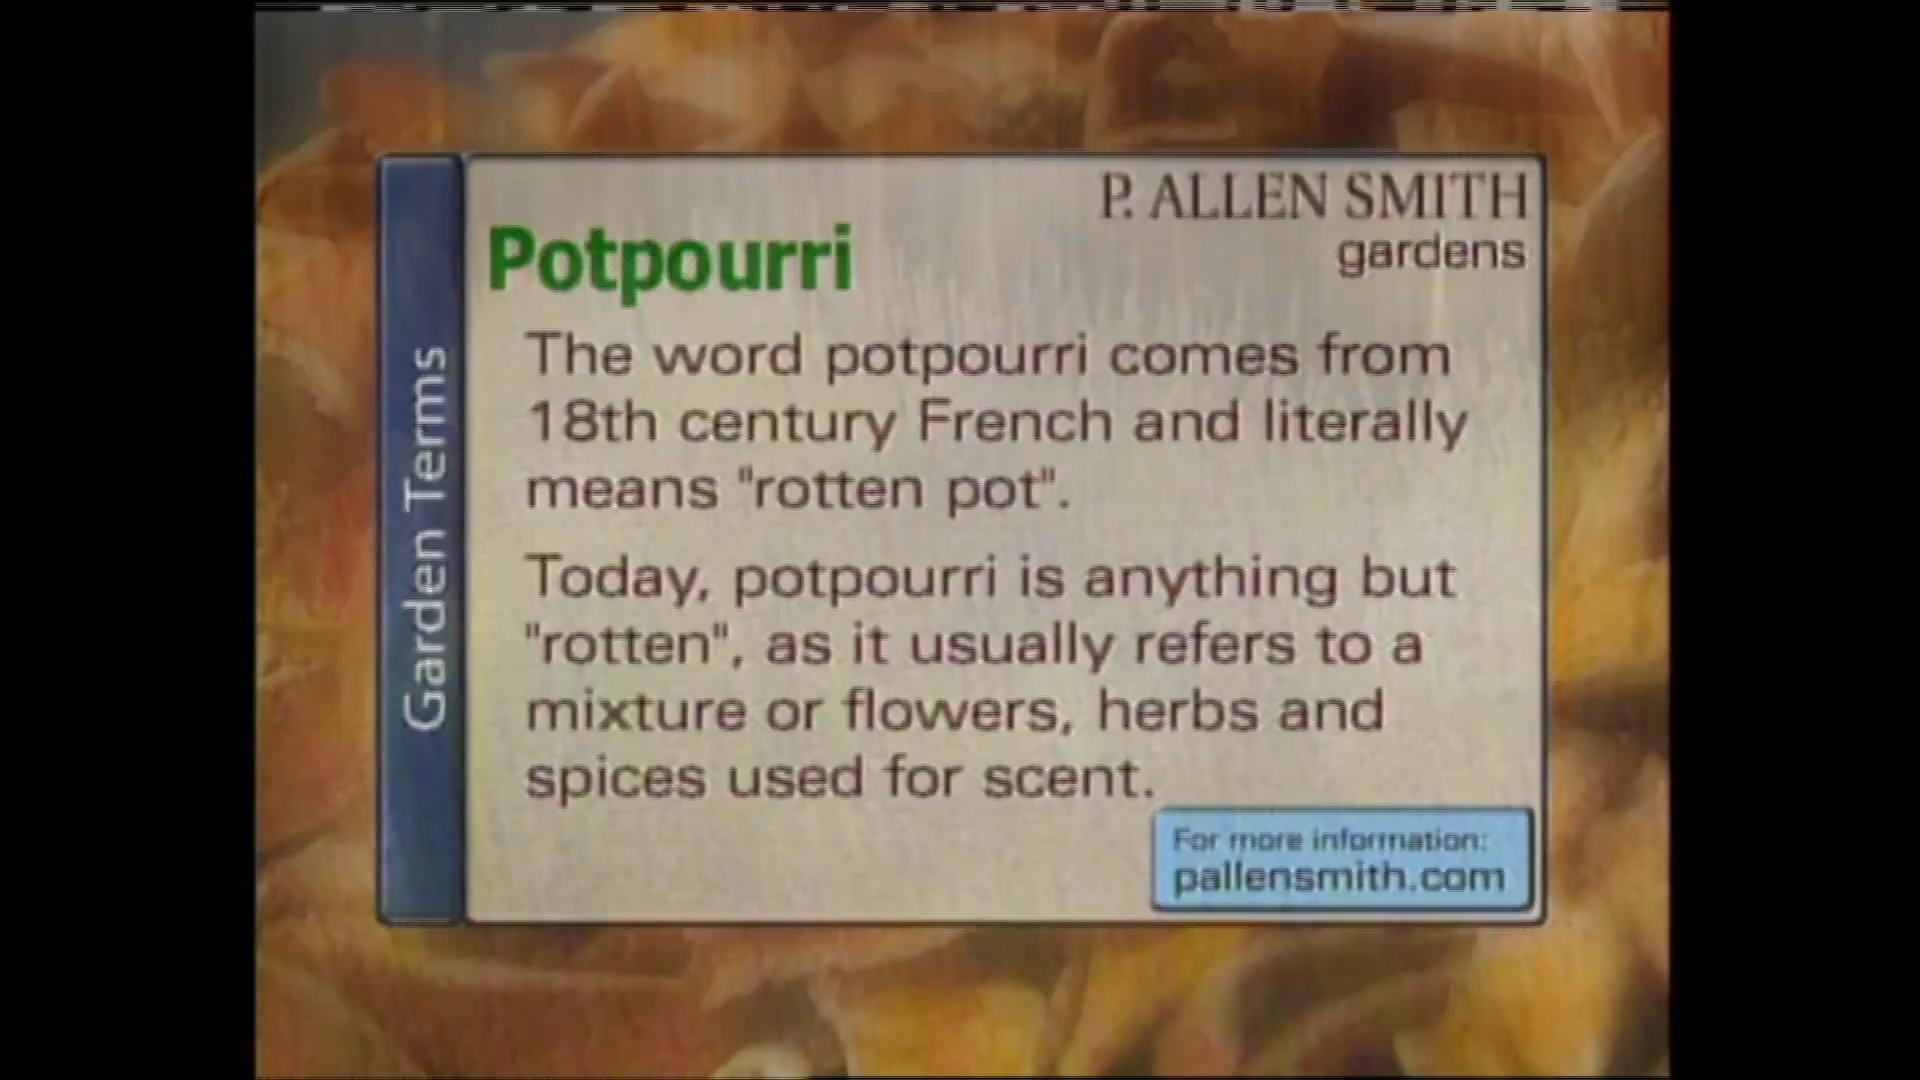 P. ALLEN SMITH
gardens
Potpourri
The word potpourri comes from
18th century French and literally
means "rotten pot".
Today, potpourri is anything but
"rotten", as it usually refers to a
mixture or flowers, herbs and
spices used for scent.
For more information:
pallensmith.com
Garden Terms